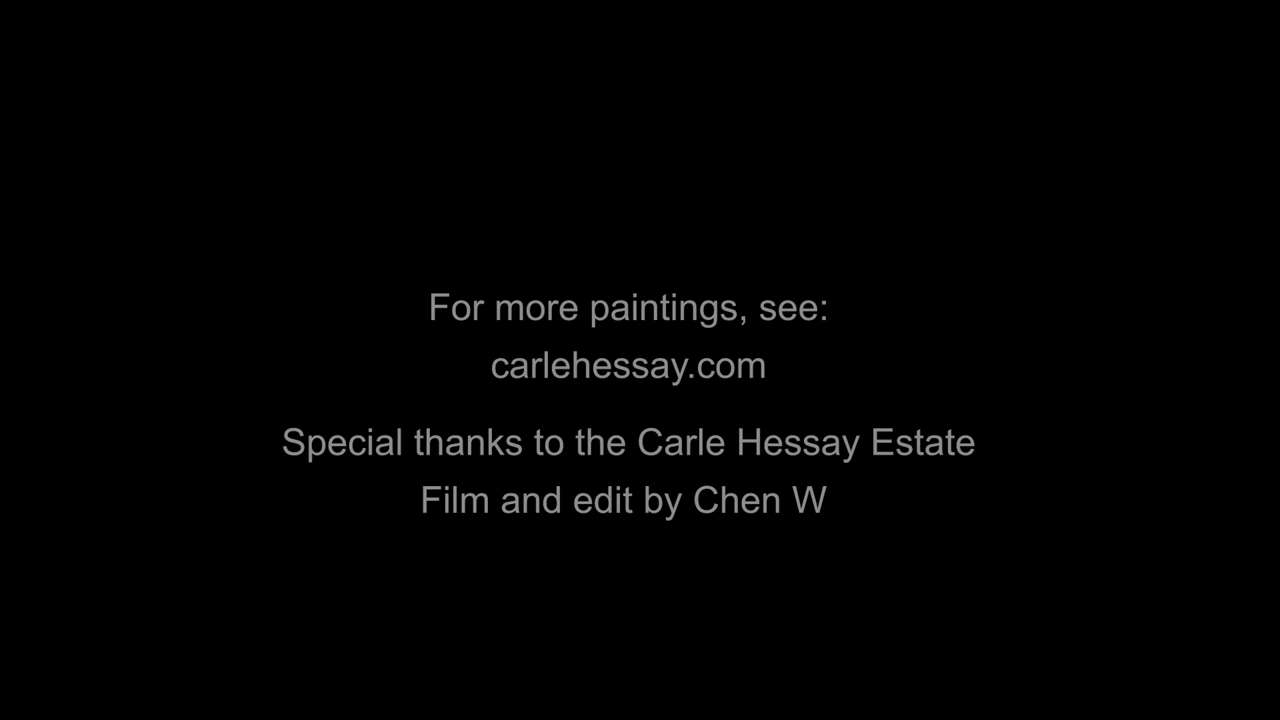 For more paintings, see:
carlehessay.com
Special thanks to the Carle Hessay Estate
Film and edit by Chen W